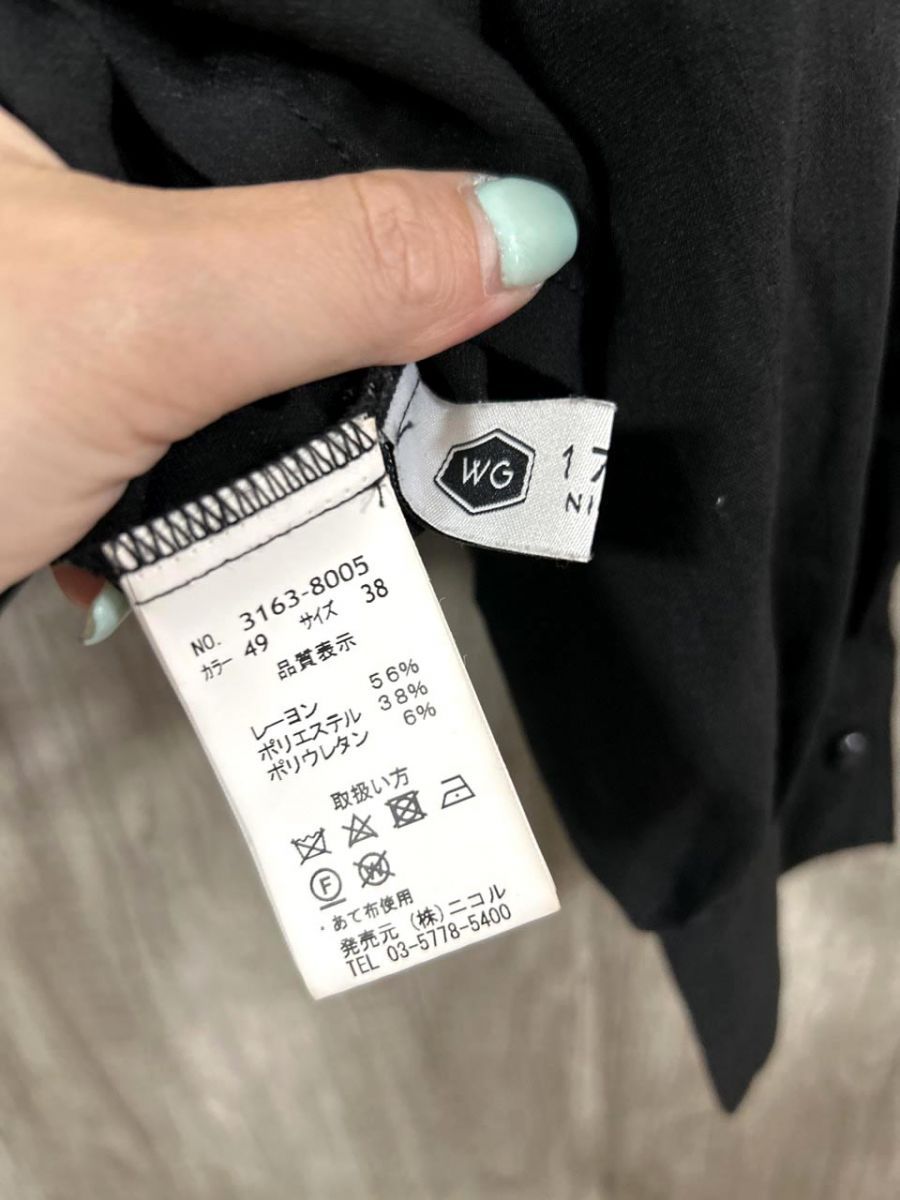 WG
NO. 3163-8005
カラー 49 サイズ 38
品質表示
レーヨン 56%
ポリエステル 38%
ポリウレタン 6%
取扱い方
F W
・あて布使用
発売元 (株)ニコル
TEL 03-5778-5400